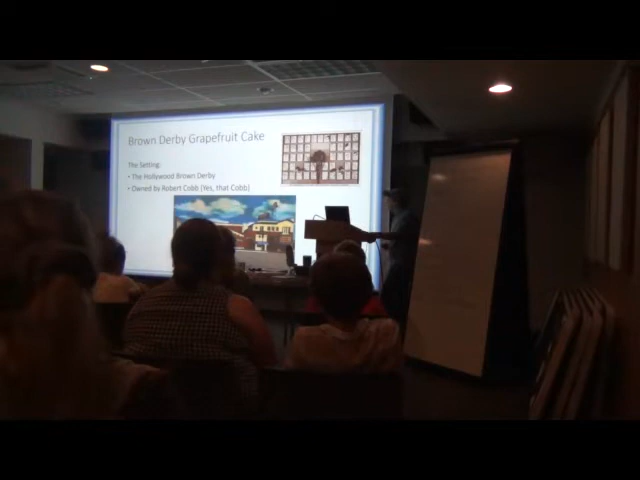 Brown Derby Grapefruit Cake
The Setting:
• The Hollywood Brown Derby
• Owned by Robert Cobb (Yes, that Cobb)